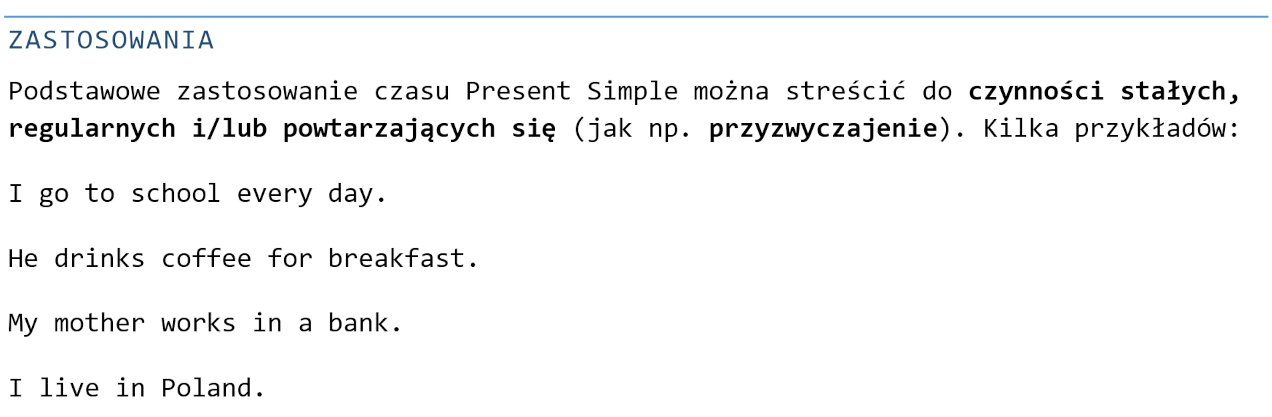 ZASTOSOWANIA
Podstawowe zastosowanie czasu Present Simple można streścić do czynności stałych,
regularnych i/lub powtarzających się (jak np. przyzwyczajenie). Kilka przykładów:
I go to school every day.
He drinks coffee for breakfast.
My mother works in a bank.
I live in Poland.